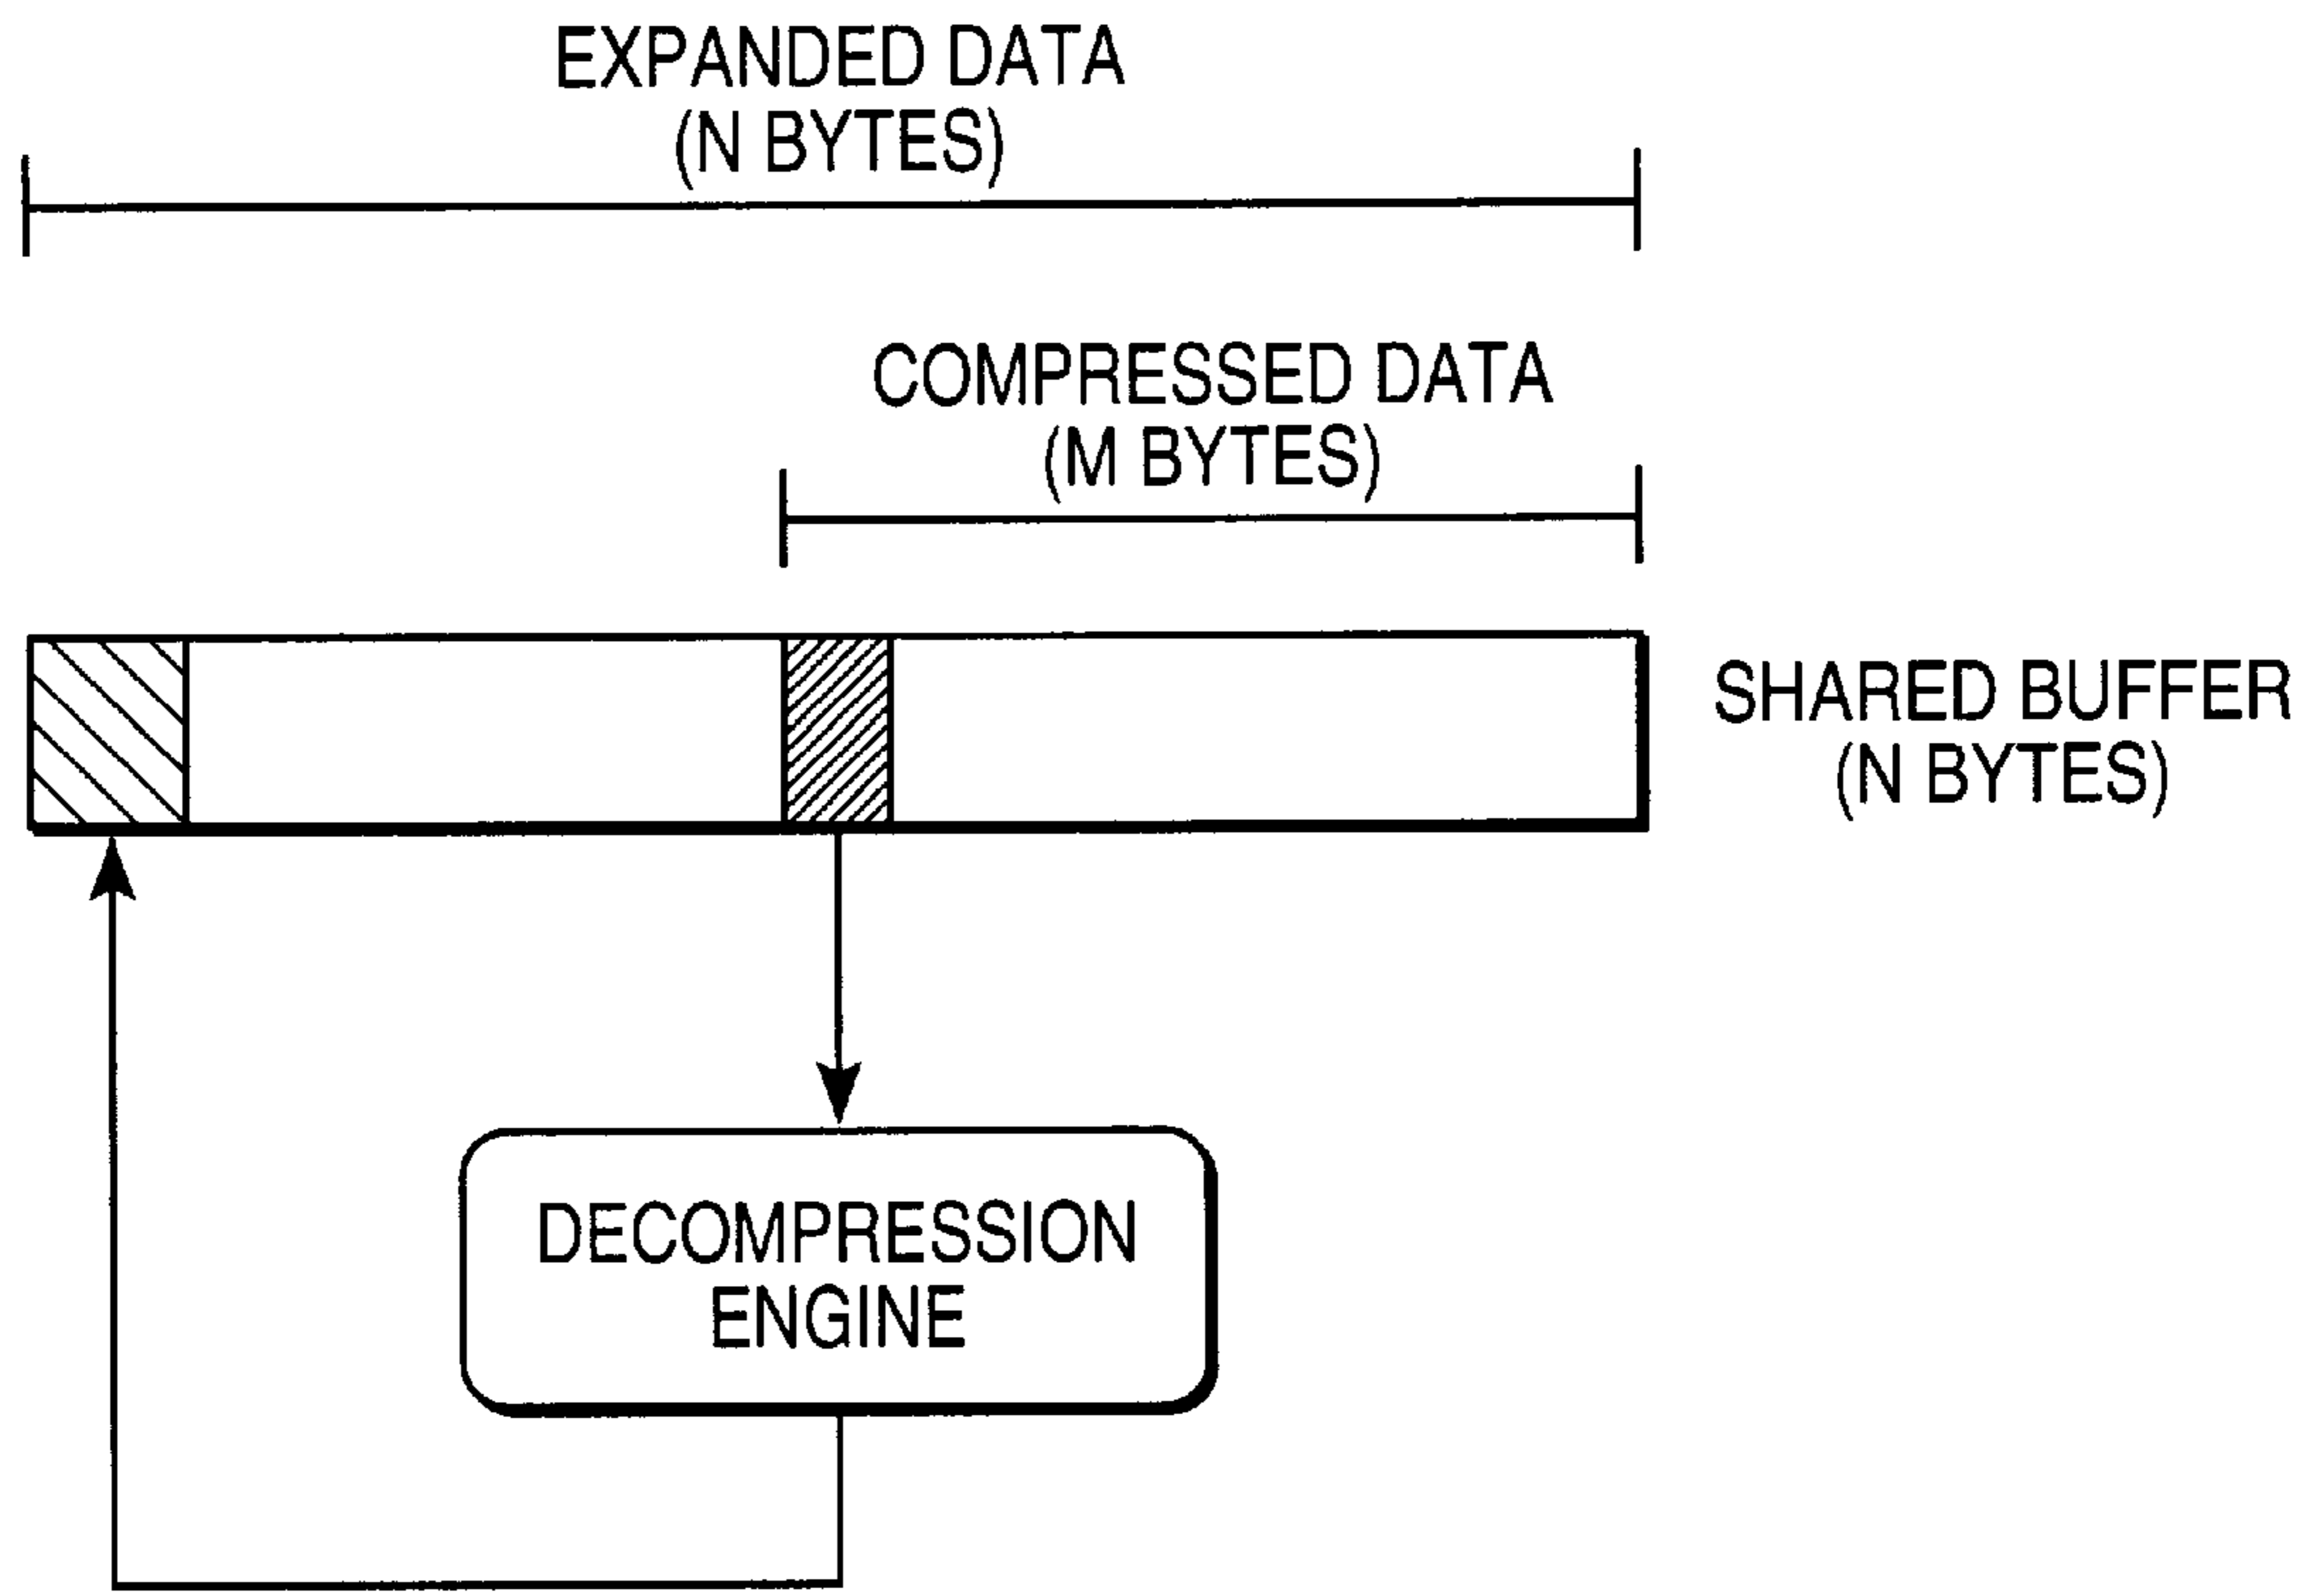 EXPANDED DATA
(N BYTES)
COMPRESSED DATA
(M BYTES)
SHARED BUFFER
(N BYTES)
DECOMPRESSION
ENGINE